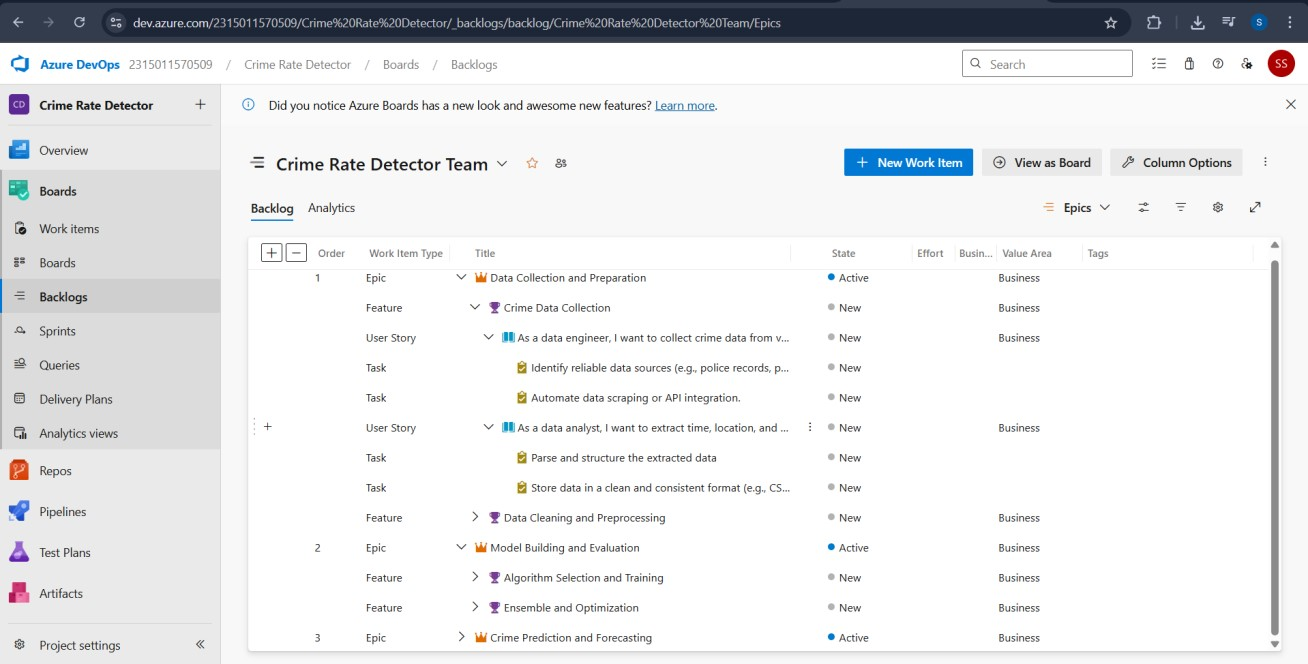 dev.azure.com/2315011570509/Crime%20Rate%20Detector/_backlogs/backlog/Crime%20Rate%20Detector%20Team/Epics
S
Azure DevOps 2315011570509 / Crime Rate Detector / Boards / Backlogs
Search
SS
CD Crime Rate Detector
Did you notice Azure Boards has a new look and awesome new features? Learn more.
Overview
Boards
Work items
Boards
Backlogs
Sprints
Queries
Delivery Plans
Analytics views
Repos
Pipelines
Test Plans
Artifacts
Project settings
Crime Rate Detector Team
New Work Item
View as Board
Column Options
Backlog Analytics
Epics
Order Work Item Type Title State Effort Busin... Value Area Tags
1 Epic Data Collection and Preparation Active Business
Feature Crime Data Collection New Business
User Story As a data engineer, I want to collect crime data from v... New Business
Task Identify reliable data sources (e.g., police records, p... New
Task Automate data scraping or API integration. New
User Story As a data analyst, I want to extract time, location, and ... New Business
Task Parse and structure the extracted data New
Task Store data in a clean and consistent format (e.g., CS... New
Feature Data Cleaning and Preprocessing New Business
2 Epic Model Building and Evaluation Active Business
Feature Algorithm Selection and Training New Business
Feature Ensemble and Optimization New Business
3 Epic Crime Prediction and Forecasting Active Business